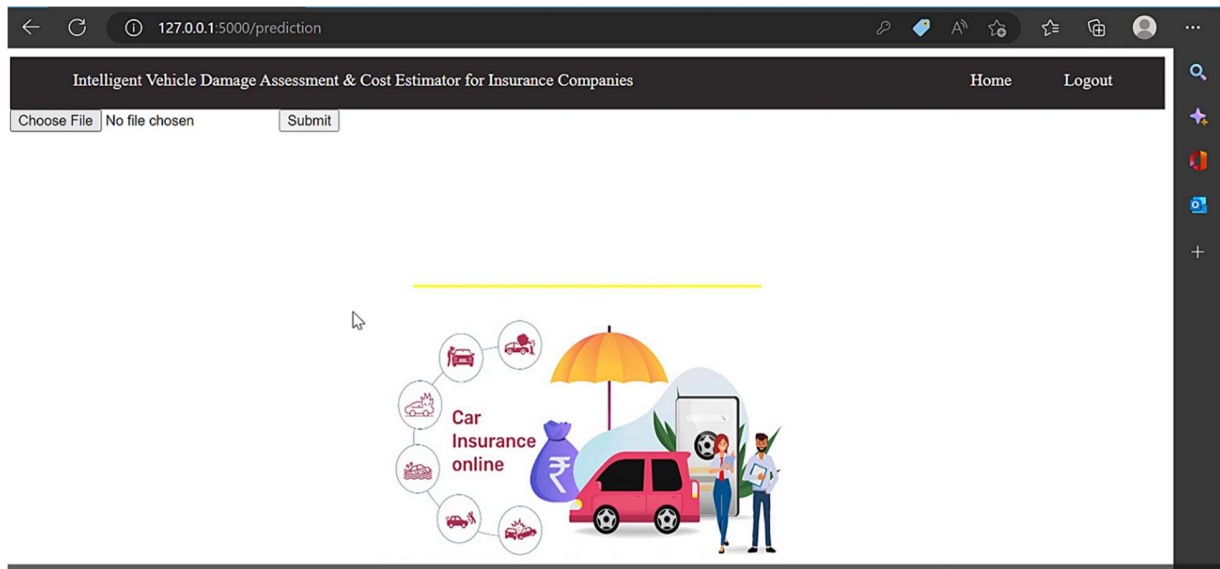 127.0.0.1:5000/prediction
Intelligent Vehicle Damage Assessment & Cost Estimator for Insurance Companies Home Logout
Choose File No file chosen Submit
Car
Insurance
online
₹